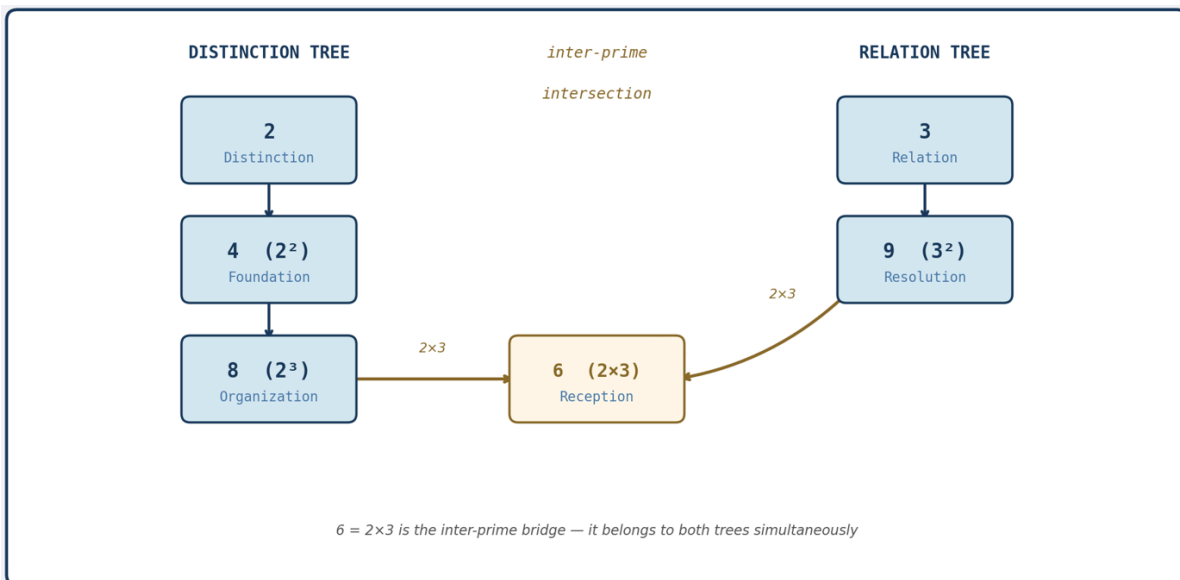 DISTINCTION TREE
inter-prime
intersection
RELATION TREE
2
Distinction
3
Relation
4 (2²)
Foundation
9 (3²)
Resolution
2×3
2×3
8 (2³)
Organization
6 (2×3)
Reception
6 = 2×3 is the inter-prime bridge — it belongs to both trees simultaneously